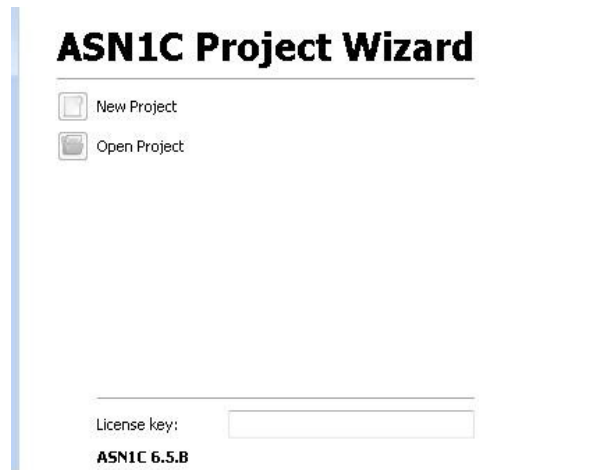 ASN1C Project Wizard
New Project
Open Project
License key:
ASN1C 6.5.B